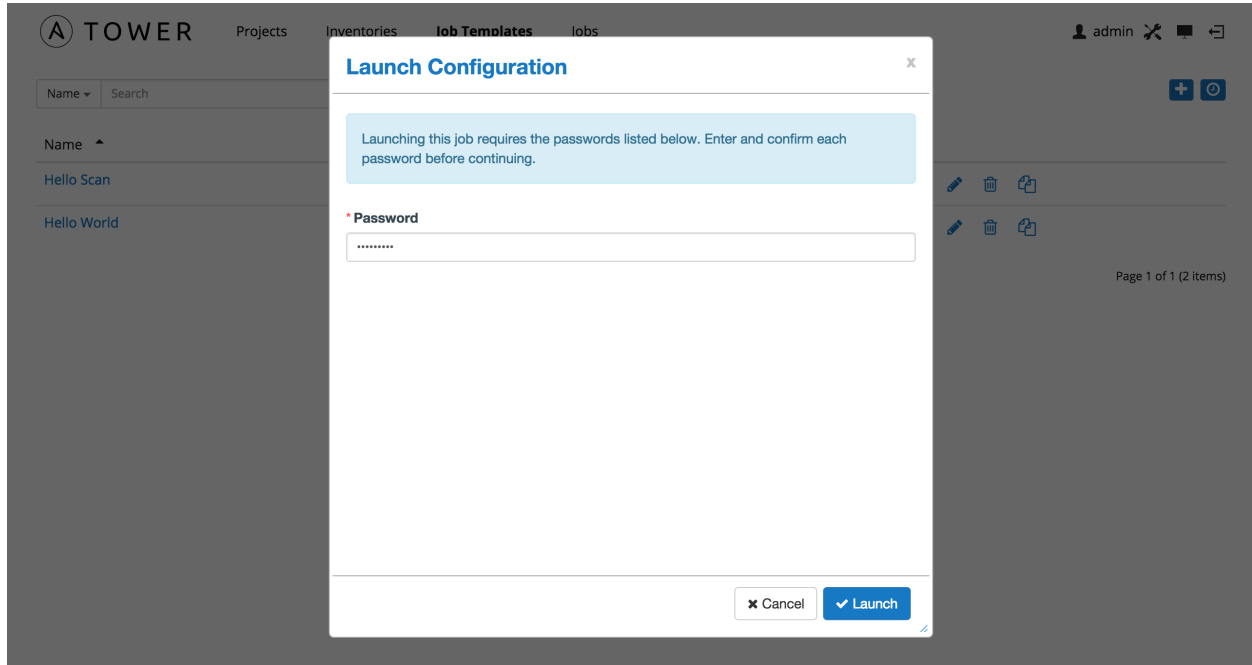 A TOWER Projects Inventories Job Templates Jobs admin
Launch Configuration x
Name Search
Launching this job requires the passwords listed below. Enter and confirm each
password before continuing.
Name
Hello Scan
* Password
Hello World
•••••••••
Page 1 of 1 (2 items)
Cancel Launch